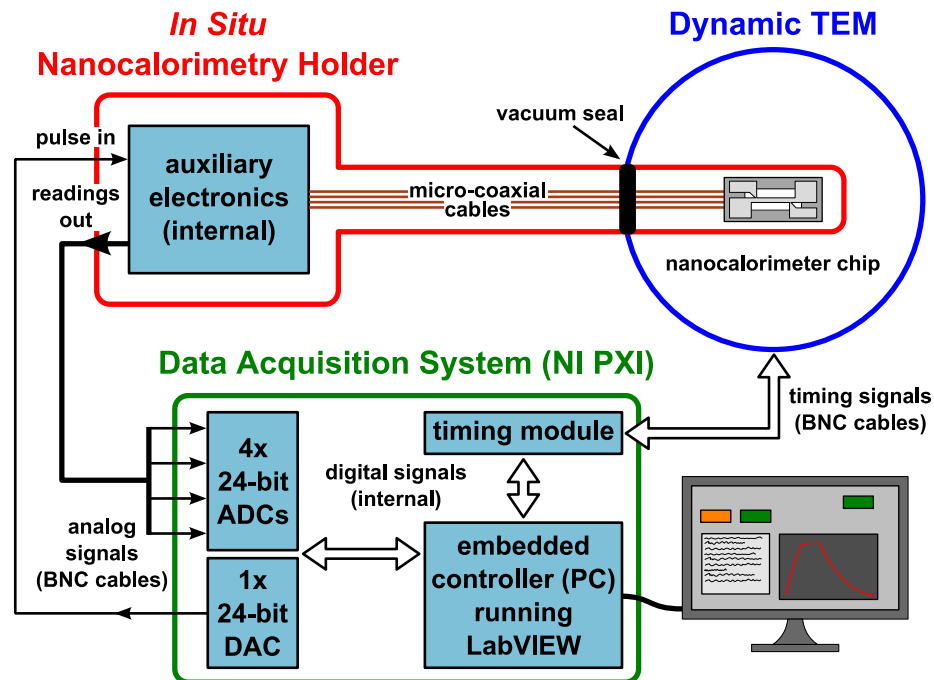 In Situ
Nanocalorimetry Holder
Dynamic TEM
pulse in
readings
out
auxiliary
electronics
(internal)
micro-coaxial
cables
vacuum seal
nanocalorimeter chip
Data Acquisition System (NI PXI)
timing signals
(BNC cables)
4x
24-bit
ADCs
timing module
digital signals
(internal)
analog
signals
(BNC cables)
1x
24-bit
DAC
embedded
controller (PC)
running
LabVIEW